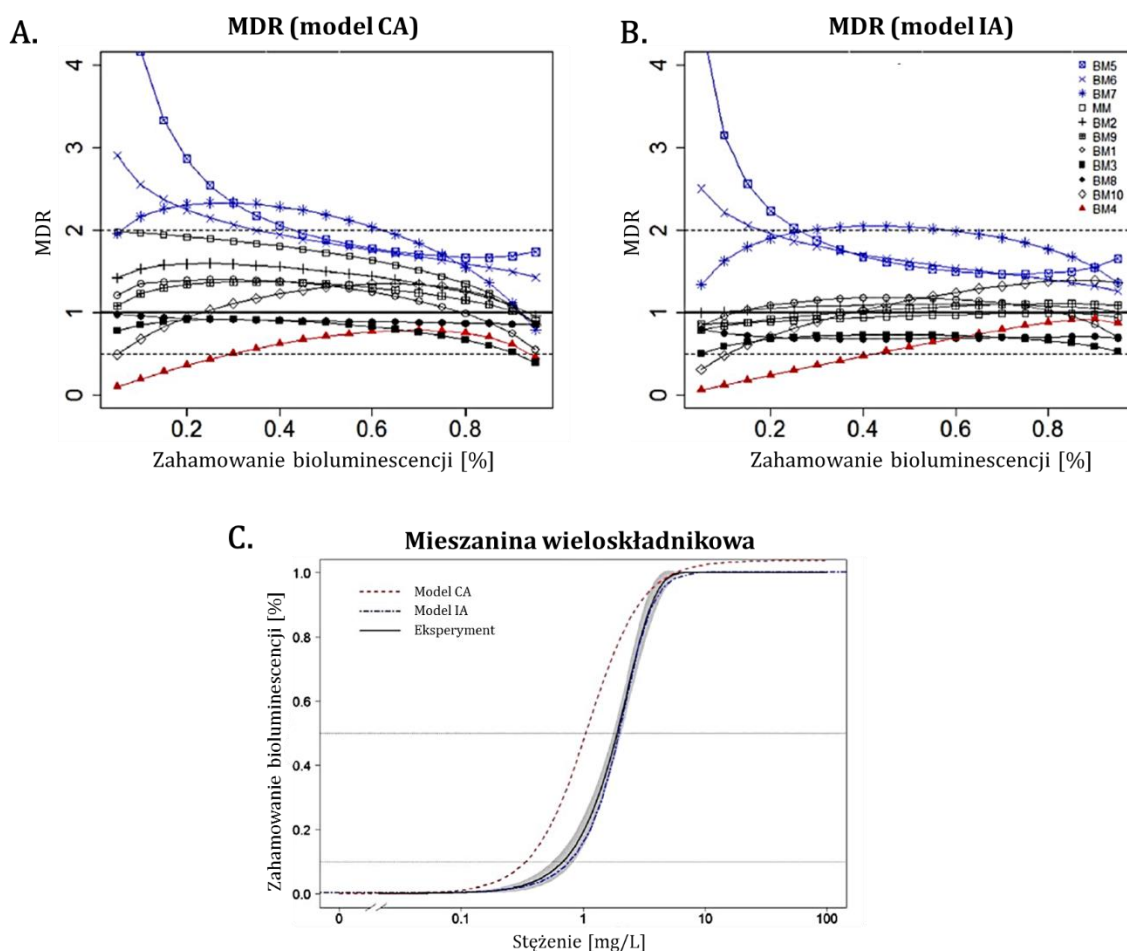 A.
MDR (model CA)
MDR
4
3
2
1
0
0.2
0.4
0.6
0.8
Zahamowanie bioluminescencji [%]
B.
MDR (model IA)
MDR
4
3
2
1
0
0.2
0.4
0.6
0.8
Zahamowanie bioluminescencji [%]
BM5
BM6
BM7
MM
BM2
BM9
BM1
BM3
BM8
BM10
BM4
C.
Mieszanina wieloskładnikowa
Zahamowanie bioluminescencji [%]
1.0
0.8
0.6
0.4
0.2
0.0
Model CA
Model IA
Eksperyment
0
0.1
1
10
100
Stężenie [mg/L]